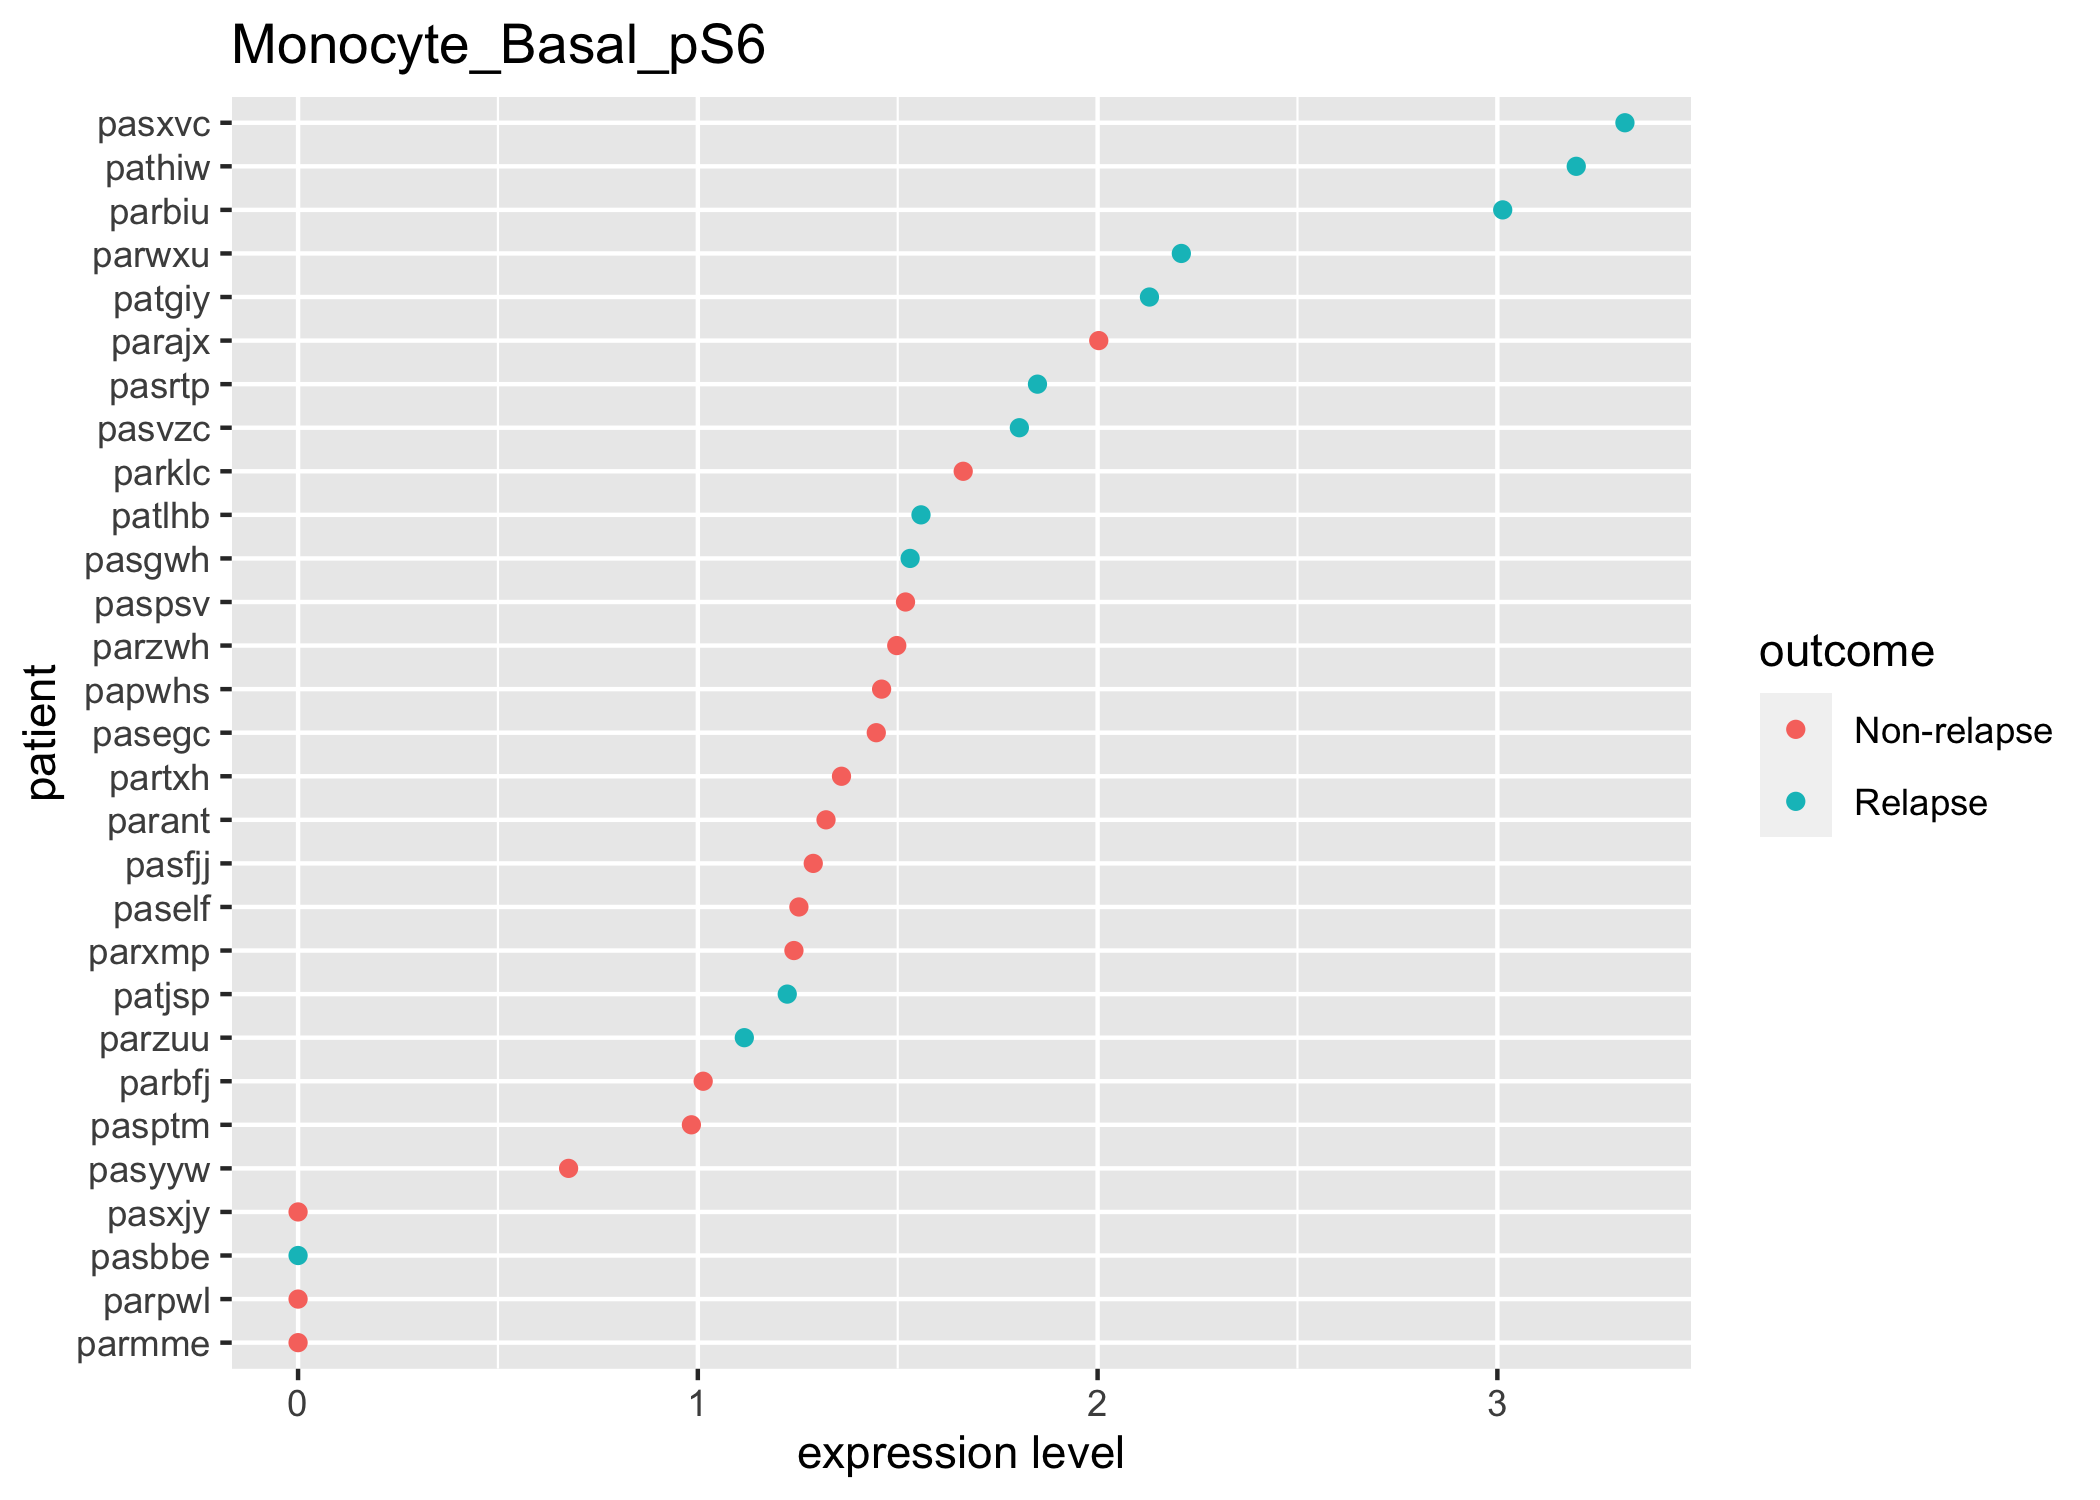 Monocyte_Basal_pS6
pasxvc
pathiw
parbiu
parwxu
patgiy
parajx
pasrtp
pasvzc
parklc
patlhb
pasgwh
paspsv
parzwh
papwhs
pasegc
partxh
parant
pasfjj
paself
parxmp
patjsp
parzuu
parbfj
pasptm
pasyyw
pasxjy
pasbbe
parpwl
parmme
patient
0 1 2 3
expression level
outcome
Non-relapse
Relapse